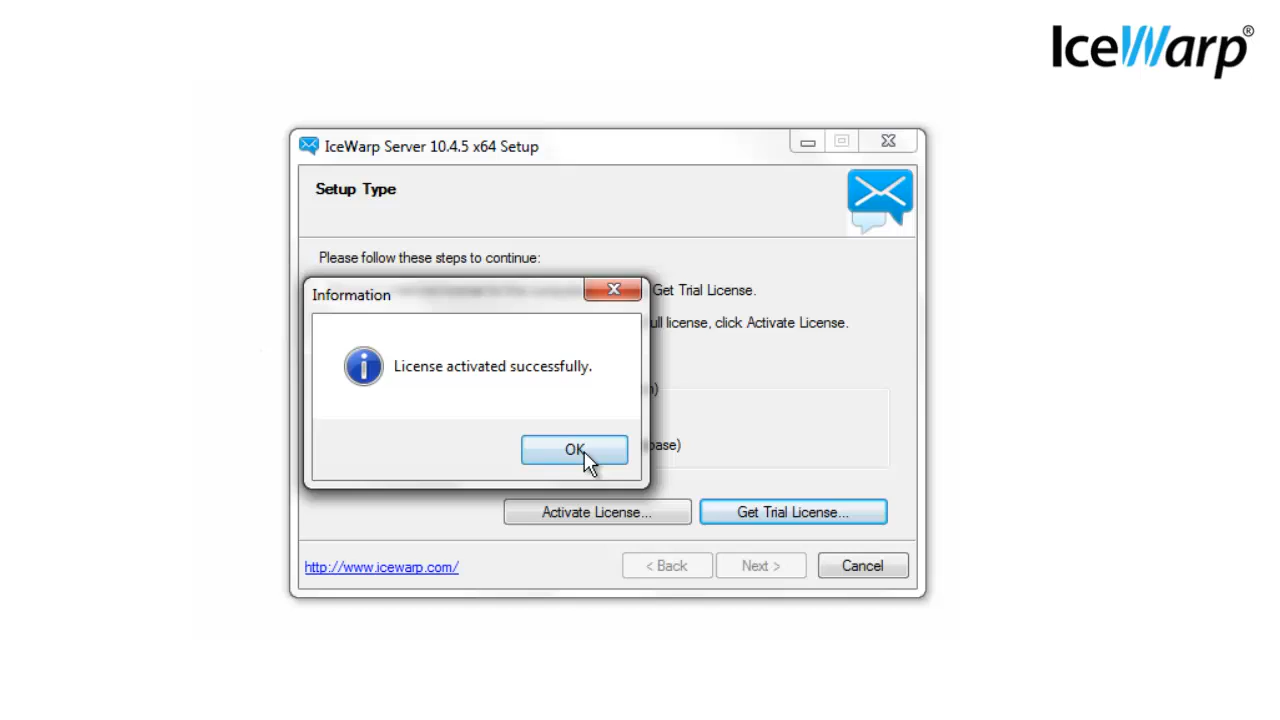 IceWarp®
IceWarp Server 10.4.5 x64 Setup
Setup Type
Please follow these steps to continue:
Get Trial License.
ull license, click Activate License.
Information
License activated successfully.
OK
base)
Activate License...
Get Trial License...
http://www.icewarp.com/
< Back
Next >
Cancel